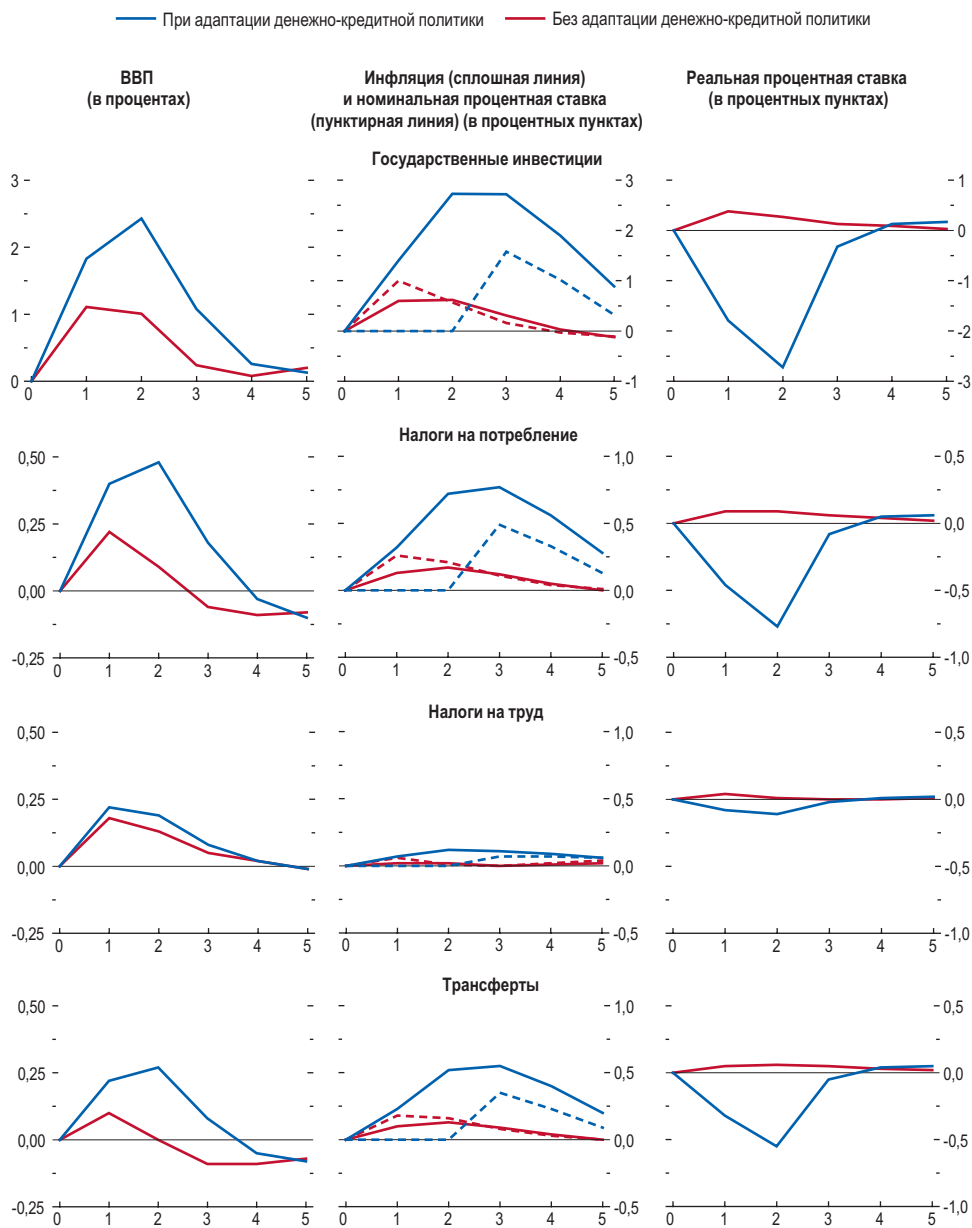 При адаптации денежно-кредитной политики
Без адаптации денежно-кредитной политики
ВВП
(в процентах)
Инфляция (сплошная линия)
и номинальная процентная ставка
(пунктирная линия) (в процентных пунктах)
Реальная процентная ставка
(в процентных пунктах)
Государственные инвестиции
3
2
1
0
0 1 2 3 4 5
3
2
1
0
-1
0 1 2 3 4 5
1
0
-1
-2
-3
0 1 2 3 4 5
Налоги на потребление
0,50
0,25
0,00
-0,25
0 1 2 3 4 5
1,0
0,5
0,0
-0,5
0 1 2 3 4 5
0,5
0,0
-0,5
-1,0
0 1 2 3 4 5
Налоги на труд
0,50
0,25
0,00
-0,25
0 1 2 3 4 5
1,0
0,5
0,0
-0,5
0 1 2 3 4 5
0,5
0,0
-0,5
-1,0
0 1 2 3 4 5
Трансферты
0,50
0,25
0,00
-0,25
0 1 2 3 4 5
1,0
0,5
0,0
-0,5
0 1 2 3 4 5
0,5
0,0
-0,5
-1,0
0 1 2 3 4 5